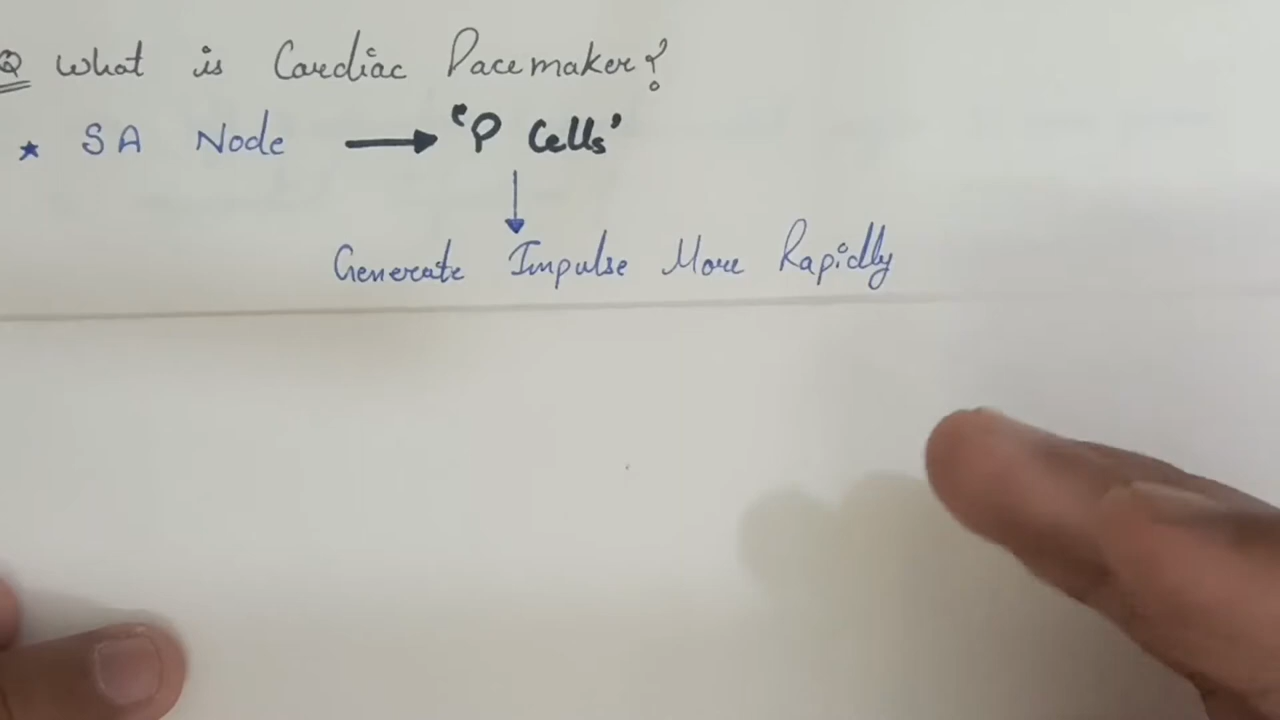 Q What is Cardiac Pacemaker?
★ SA Node → 'P Cells'
↓
Generate Impulse More Rapidly